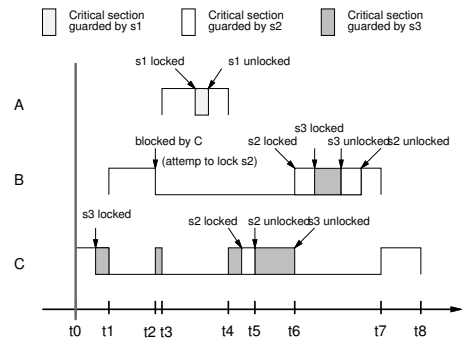 Critical section
guarded by s1
Critical section
guarded by s2
Critical section
guarded by s3
s1 locked
s1 unlocked
A
blocked by C
(attemp to lock s2)
s2 locked
s3 locked
s3 unlocked
s2 unlocked
B
s3 locked
s2 locked
s2 unlocked
s3 unlocked
C
t0
t1
t2
t3
t4
t5
t6
t7
t8